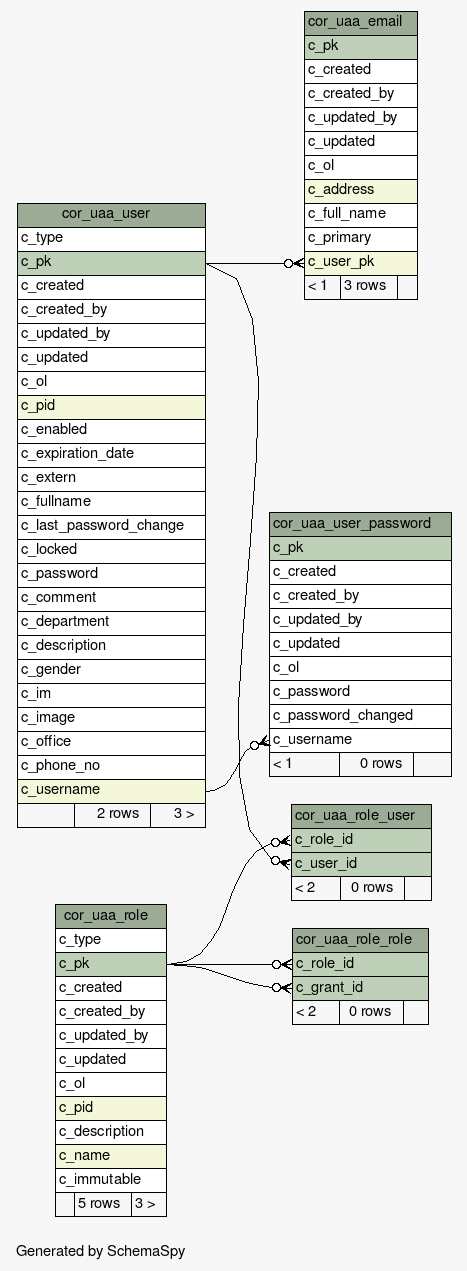 cor_uaa_email
c_pk
c_created
c_created_by
c_updated_by
c_updated
c_ol
c_address
c_full_name
c_primary
c_user_pk
< 1 3 rows
cor_uaa_user
c_type
c_pk
c_created
c_created_by
c_updated_by
c_updated
c_ol
c_pid
c_enabled
c_expiration_date
c_extern
c_fullname
c_last_password_change
c_locked
c_password
c_comment
c_department
c_description
c_gender
c_im
c_image
c_office
c_phone_no
c_username
2 rows 3 >
cor_uaa_user_password
c_pk
c_created
c_created_by
c_updated_by
c_updated
c_ol
c_password
c_password_changed
c_username
< 1 0 rows
cor_uaa_role_user
c_role_id
c_user_id
< 2 0 rows
cor_uaa_role_role
c_role_id
c_grant_id
< 2 0 rows
cor_uaa_role
c_type
c_pk
c_created
c_created_by
c_updated_by
c_updated
c_ol
c_pid
c_description
c_name
c_immutable
5 rows 3 >
Generated by SchemaSpy